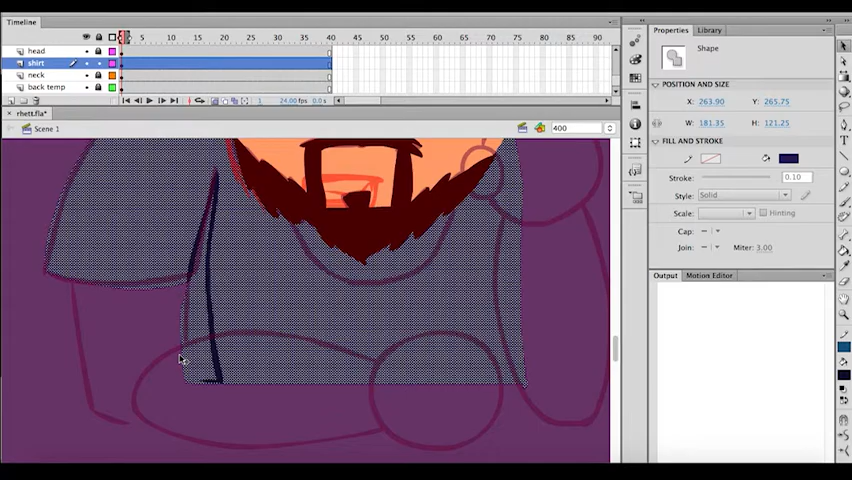 Timeline
5 10 15 20 25 30 35 40 45 50 55 60 65 70 75 80 85 90
head
shirt
neck
back temp
1 24.00 fps 0.0 s
rhett.fla*
Scene 1
400
Properties Library
Shape
POSITION AND SIZE
X: 263.90 Y: 265.75
W: 181.35 H: 121.25
FILL AND STROKE
Stroke: 0.10
Style: Solid
Scale: Hinting
Cap:
Join: Miter: 3.00
Output Motion Editor